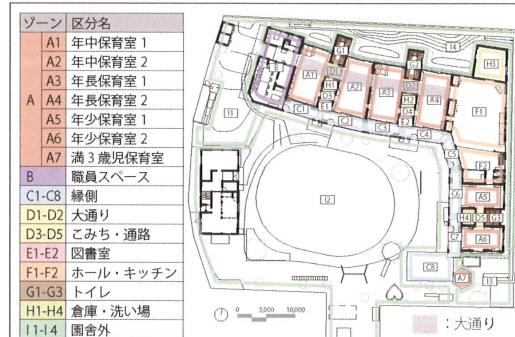 ゾーン 区分名
A1 年中保育室 1
A2 年中保育室 2
A3 年長保育室 1
A A4 年長保育室 2
A5 年少保育室 1
A6 年少保育室 2
A7 満3歳児保育室
B 職員スペース
C1-C8 縁側
D1-D2 大通り
D3-D5 こみち・通路
E1-E2 図書室
F1-F2 ホール・キッチン
G1-G3 トイレ
H1-H4 倉庫・洗い場
I1-I4 園舎外
I4
G1
G2
H3
A1
D1
A2
A3
D2
A4
F1
H1
H2
D3
D4
E1
I1
C1
C2
C3
C4
C5
F2
C6
A5
I2
H4 D5 G3
C7
A6
C8
A7
I3
0 5,000 10,000
：大通り